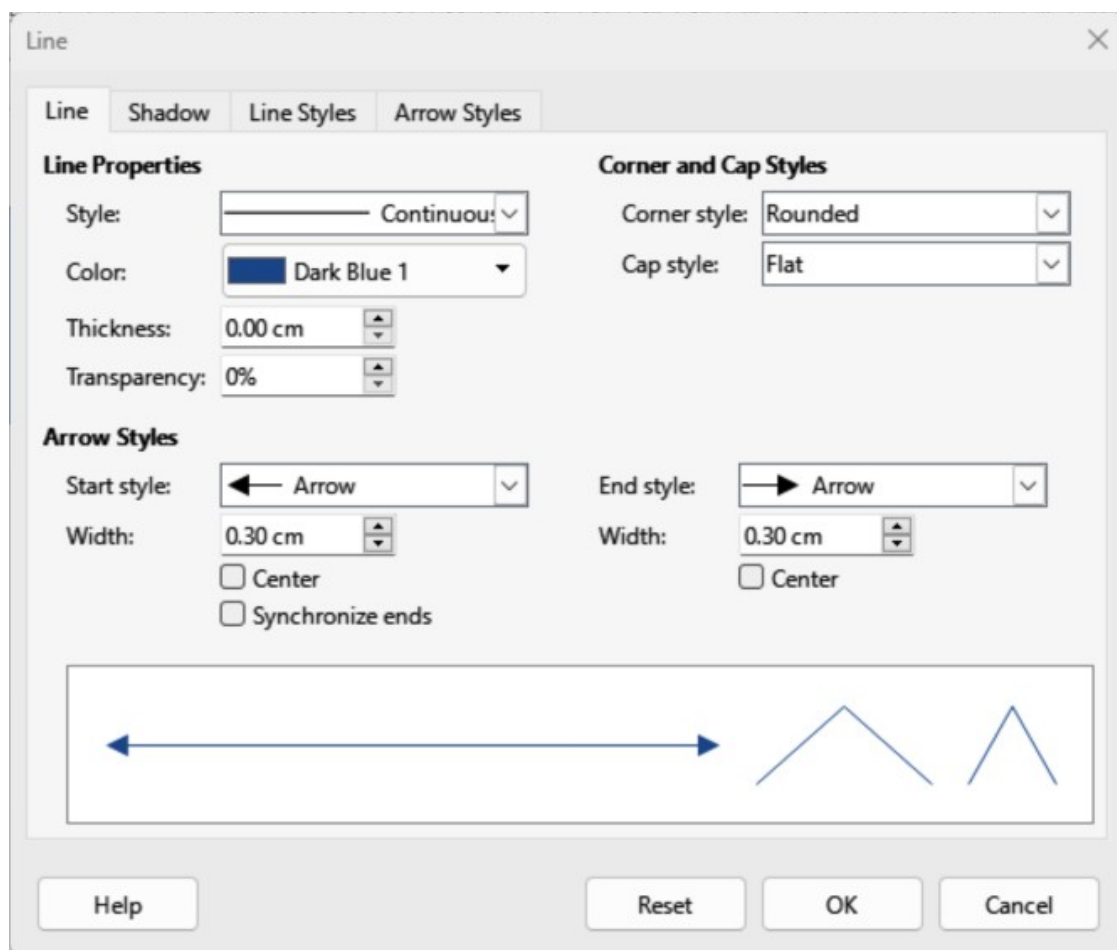 Line
Line Shadow Line Styles Arrow Styles
Line Properties
Style: Continuous
Color: Dark Blue 1
Thickness: 0.00 cm
Transparency: 0%
Corner and Cap Styles
Corner style: Rounded
Cap style: Flat
Arrow Styles
Start style: Arrow
Width: 0.30 cm
Center
Synchronize ends
End style: Arrow
Width: 0.30 cm
Center
Help Reset OK Cancel